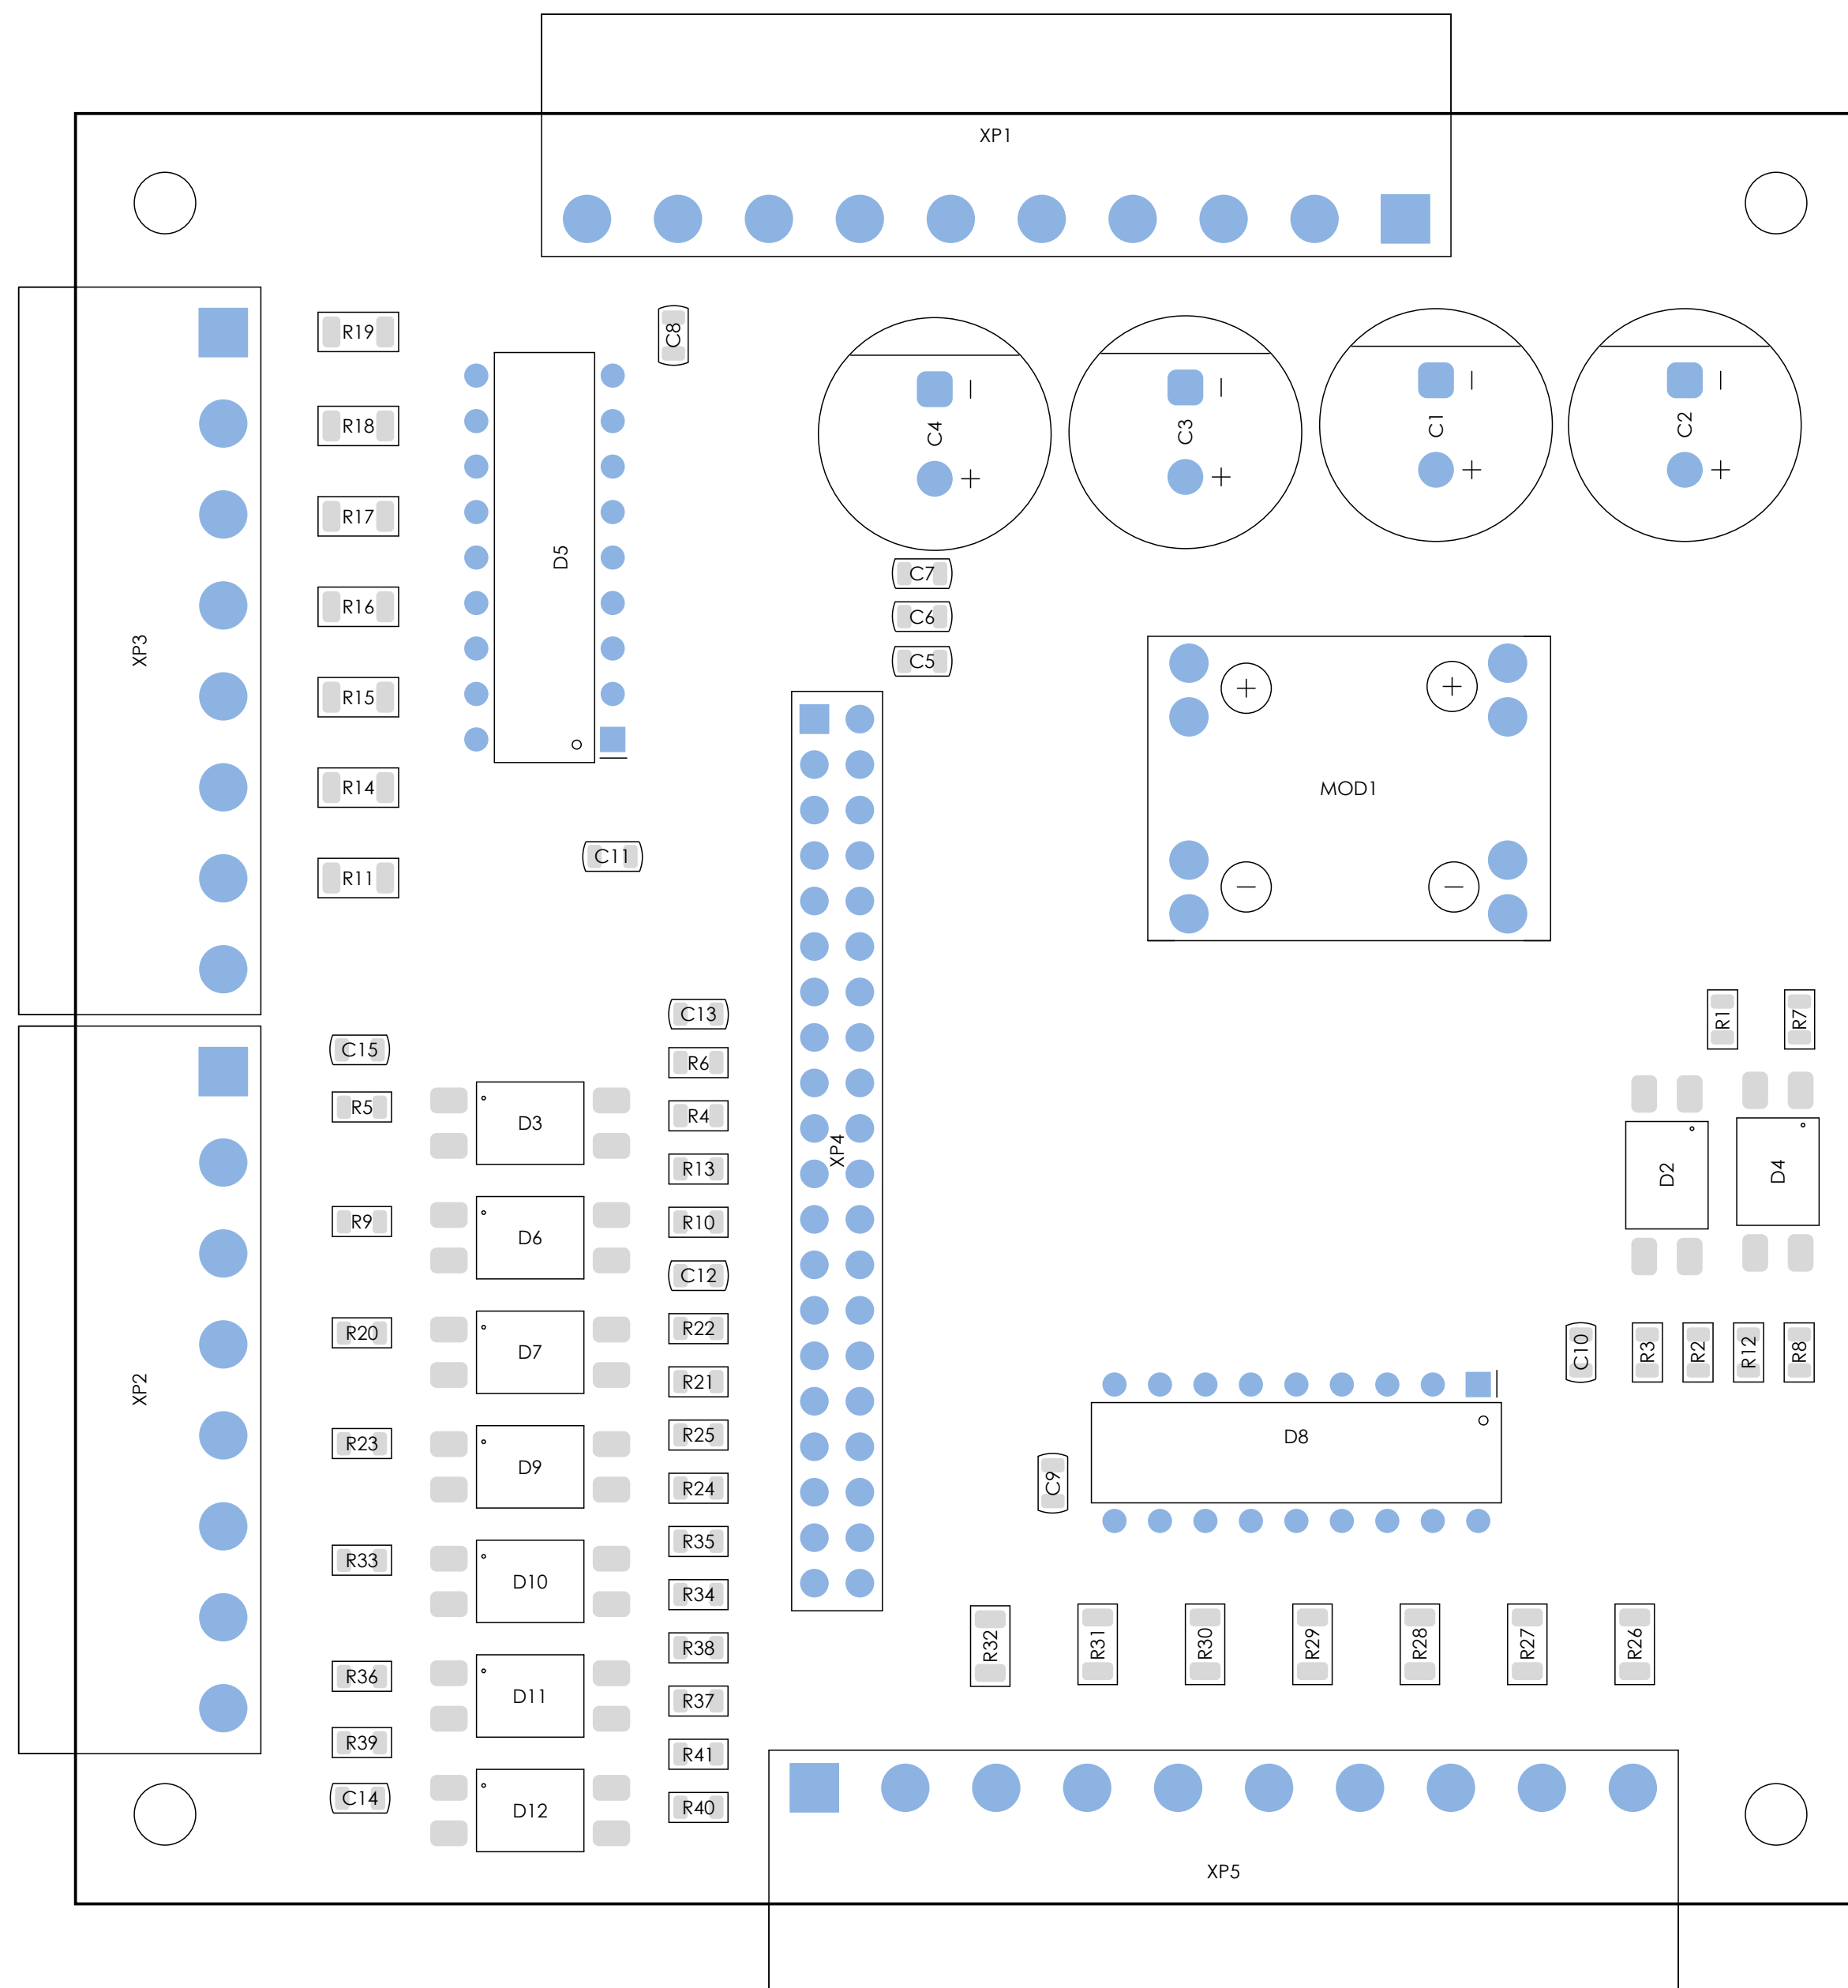 XP1
R19
C8
R18
C4
C3
C1
C2
R17
D5
C7
R16
C6
XP3
C5
R15
R14
MOD1
C11
R11
C13
R1
R7
C15
R6
R5
R4
D3
XP4
R13
D2
D4
R9
R10
D6
C12
R20
R22
D7
C10
R3
R2
R12
R8
XP2
R21
R23
R25
D8
D9
R24
C9
R33
R35
D10
R34
R32
R31
R30
R29
R28
R27
R26
R38
R36
D11
R37
R39
R41
C14
D12
R40
XP5